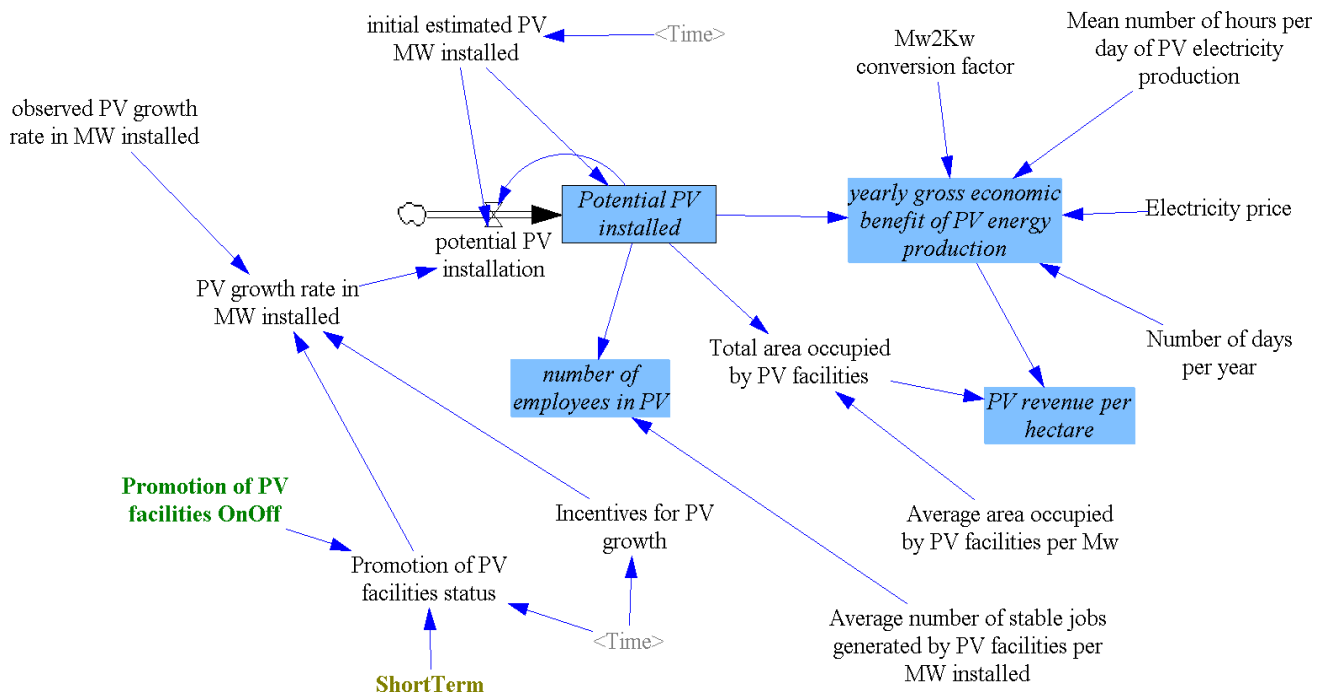 initial estimated PV
MW installed
<Time>
Mw2Kw
conversion factor
Mean number of hours per
day of PV electricity
production
observed PV growth
rate in MW installed
Potential PV
installed
yearly gross economic
benefit of PV energy
production
Electricity price
potential PV
installation
PV growth rate in
MW installed
Total area occupied
by PV facilities
Number of days
per year
number of
employees in PV
PV revenue per
hectare
Promotion of PV
facilities OnOff
Incentives for PV
growth
Average area occupied
by PV facilities per Mw
Promotion of PV
facilities status
<Time>
Average number of stable jobs
generated by PV facilities per
MW installed
ShortTerm